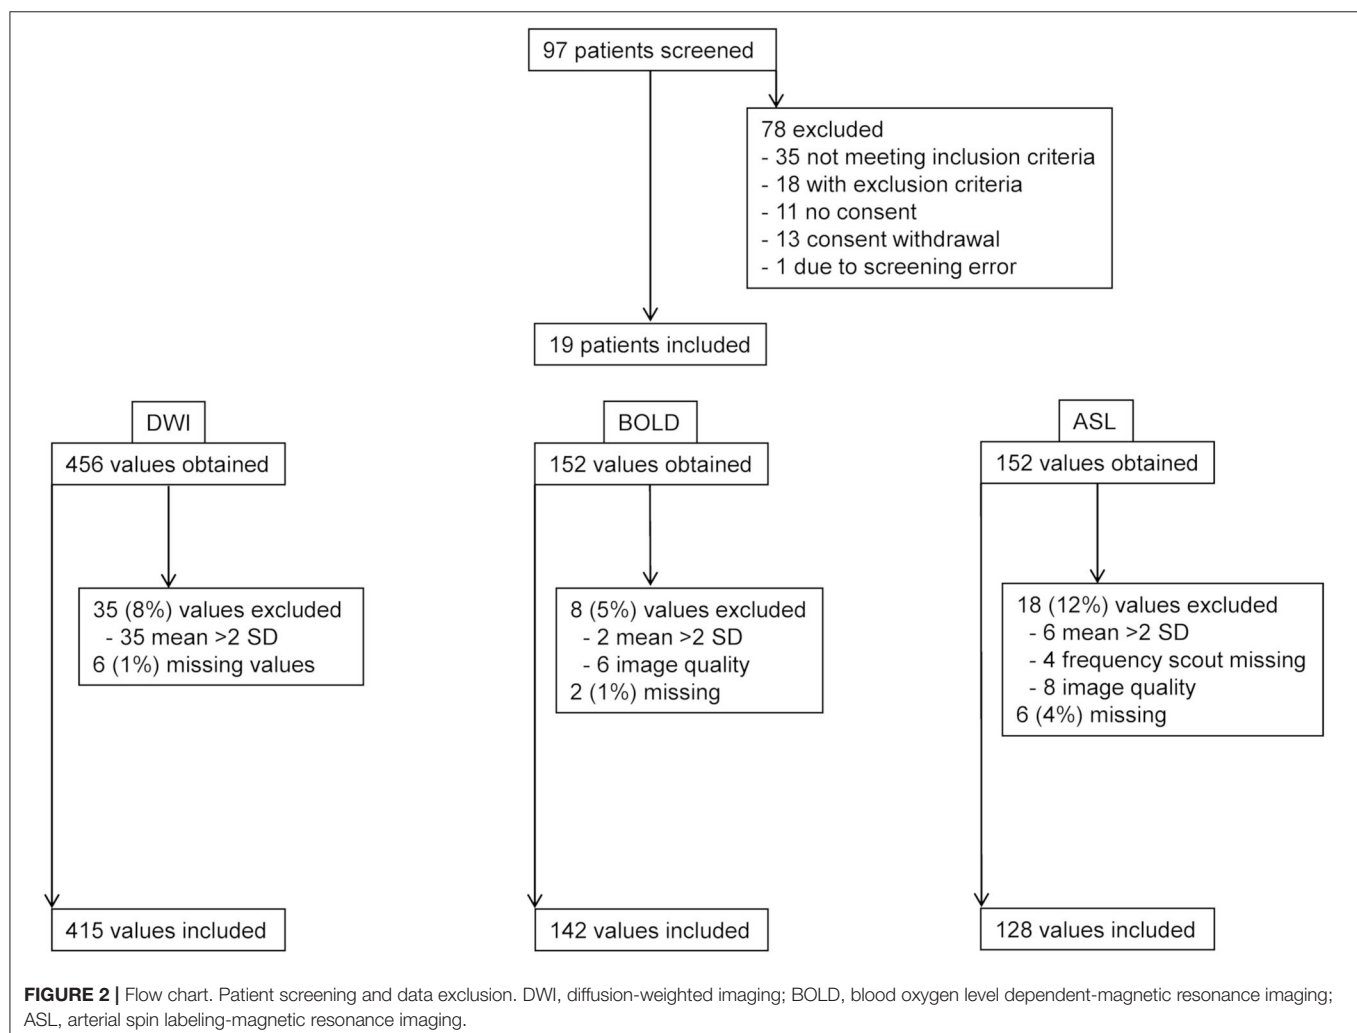 97 patients screened
78 excluded
- 35 not meeting inclusion criteria
- 18 with exclusion criteria
- 11 no consent
- 13 consent withdrawal
- 1 due to screening error
19 patients included
DWI
456 values obtained
35 (8%) values excluded
- 35 mean >2 SD
6 (1%) missing values
415 values included
BOLD
152 values obtained
8 (5%) values excluded
- 2 mean >2 SD
- 6 image quality
2 (1%) missing
142 values included
ASL
152 values obtained
18 (12%) values excluded
- 6 mean >2 SD
- 4 frequency scout missing
- 8 image quality
6 (4%) missing
128 values included
FIGURE 2 | Flow chart. Patient screening and data exclusion. DWI, diffusion-weighted imaging; BOLD, blood oxygen level dependent-magnetic resonance imaging;
ASL, arterial spin labeling-magnetic resonance imaging.